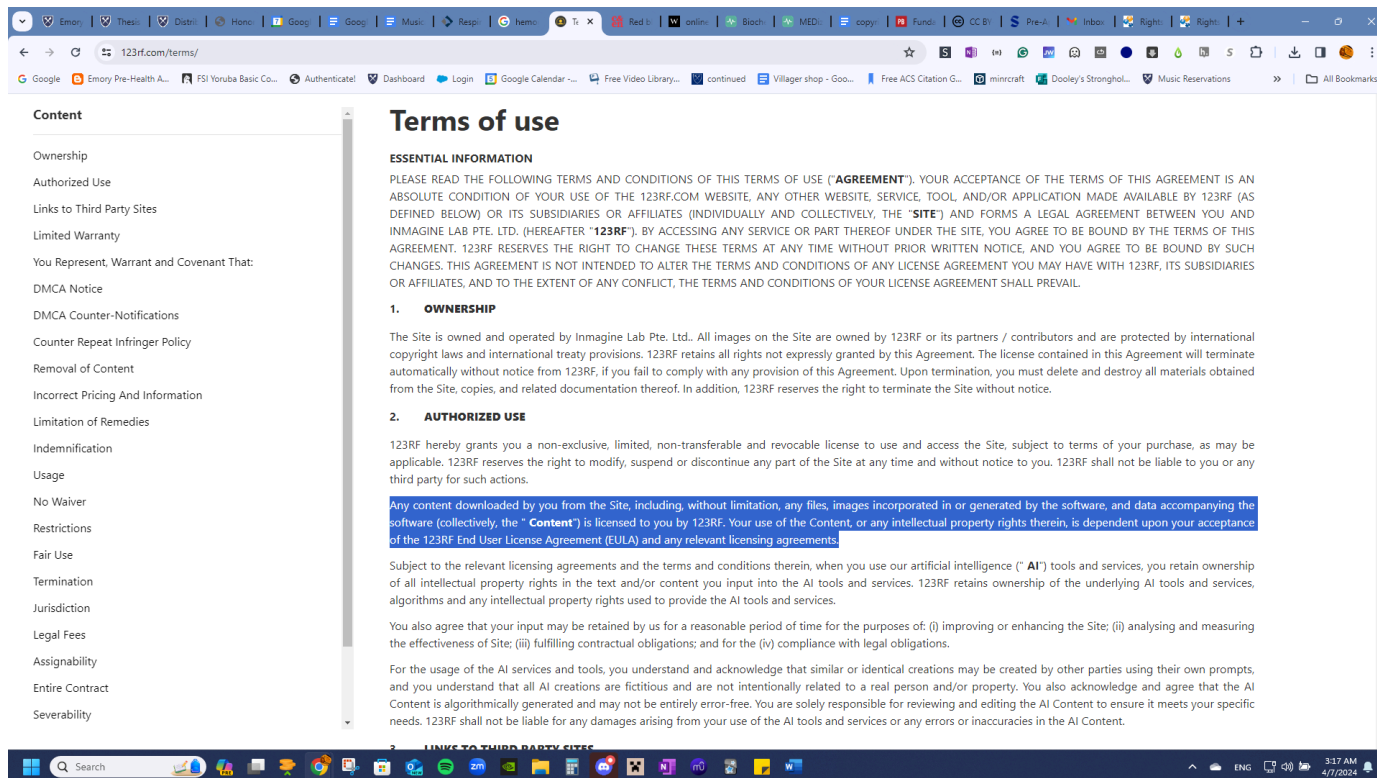 Emory
Thesis
Distrib
Hono
Googl
Goog
Music
Respi
hemo
Te
Red b
online
Bioch
MEDi
copyr
Funda
CC BY
Pre-A
Inbox
Rights
Rights
123rf.com/terms/
Google
Emory Pre-Health A...
FSI Yoruba Basic Co...
Authenticate!
Dashboard
Login
Google Calendar -...
Free Video Library...
continued
Villager shop - Goo...
Free ACS Citation G...
minrcraft
Dooley's Stronghol...
Music Reservations
»
All Bookmarks
Content
Ownership
Authorized Use
Links to Third Party Sites
Limited Warranty
You Represent, Warrant and Covenant That:
DMCA Notice
DMCA Counter-Notifications
Counter Repeat Infringer Policy
Removal of Content
Incorrect Pricing And Information
Limitation of Remedies
Indemnification
Usage
No Waiver
Restrictions
Fair Use
Termination
Jurisdiction
Legal Fees
Assignability
Entire Contract
Severability
Terms of use
ESSENTIAL INFORMATION
PLEASE READ THE FOLLOWING TERMS AND CONDITIONS OF THIS TERMS OF USE ("AGREEMENT"). YOUR ACCEPTANCE OF THE TERMS OF THIS AGREEMENT IS AN
ABSOLUTE CONDITION OF YOUR USE OF THE 123RF.COM WEBSITE, ANY OTHER WEBSITE, SERVICE, TOOL, AND/OR APPLICATION MADE AVAILABLE BY 123RF (AS
DEFINED BELOW) OR ITS SUBSIDIARIES OR AFFILIATES (INDIVIDUALLY AND COLLECTIVELY, THE "SITE") AND FORMS A LEGAL AGREEMENT BETWEEN YOU AND
INMAGINE LAB PTE. LTD. (HEREAFTER "123RF"). BY ACCESSING ANY SERVICE OR PART THEREOF UNDER THE SITE, YOU AGREE TO BE BOUND BY THE TERMS OF THIS
AGREEMENT. 123RF RESERVES THE RIGHT TO CHANGE THESE TERMS AT ANY TIME WITHOUT PRIOR WRITTEN NOTICE, AND YOU AGREE TO BE BOUND BY SUCH
CHANGES. THIS AGREEMENT IS NOT INTENDED TO ALTER THE TERMS AND CONDITIONS OF ANY LICENSE AGREEMENT YOU MAY HAVE WITH 123RF, ITS SUBSIDIARIES
OR AFFILIATES, AND TO THE EXTENT OF ANY CONFLICT, THE TERMS AND CONDITIONS OF YOUR LICENSE AGREEMENT SHALL PREVAIL.
1. OWNERSHIP
The Site is owned and operated by Inmagine Lab Pte. Ltd.. All images on the Site are owned by 123RF or its partners / contributors and are protected by international
copyright laws and international treaty provisions. 123RF retains all rights not expressly granted by this Agreement. The license contained in this Agreement will terminate
automatically without notice from 123RF, if you fail to comply with any provision of this Agreement. Upon termination, you must delete and destroy all materials obtained
from the Site, copies, and related documentation thereof. In addition, 123RF reserves the right to terminate the Site without notice.
2. AUTHORIZED USE
123RF hereby grants you a non-exclusive, limited, non-transferable and revocable license to use and access the Site, subject to terms of your purchase, as may be
applicable. 123RF reserves the right to modify, suspend or discontinue any part of the Site at any time and without notice to you. 123RF shall not be liable to you or any
third party for such actions.
Any content downloaded by you from the Site, including, without limitation, any files, images incorporated in or generated by the software, and data accompanying the
software (collectively, the " Content") is licensed to you by 123RF. Your use of the Content, or any intellectual property rights therein, is dependent upon your acceptance
of the 123RF End User License Agreement (EULA) and any relevant licensing agreements.
Subject to the relevant licensing agreements and the terms and conditions therein, when you use our artificial intelligence (" AI") tools and services, you retain ownership
of all intellectual property rights in the text and/or content you input into the AI tools and services. 123RF retains ownership of the underlying AI tools and services,
algorithms and any intellectual property rights used to provide the AI tools and services.
You also agree that your input may be retained by us for a reasonable period of time for the purposes of: (i) improving or enhancing the Site; (ii) analysing and measuring
the effectiveness of Site; (iii) fulfilling contractual obligations; and for the (iv) compliance with legal obligations.
For the usage of the AI services and tools, you understand and acknowledge that similar or identical creations may be created by other parties using their own prompts,
and you understand that all AI creations are fictitious and are not intentionally related to a real person and/or property. You also acknowledge and agree that the AI
Content is algorithmically generated and may not be entirely error-free. You are solely responsible for reviewing and editing the AI Content to ensure it meets your specific
needs. 123RF shall not be liable for any damages arising from your use of the AI tools and services or any errors or inaccuracies in the AI Content.
3. LINKS TO THIRD PARTY SITES
Search
ENG
3:17 AM
4/7/2024